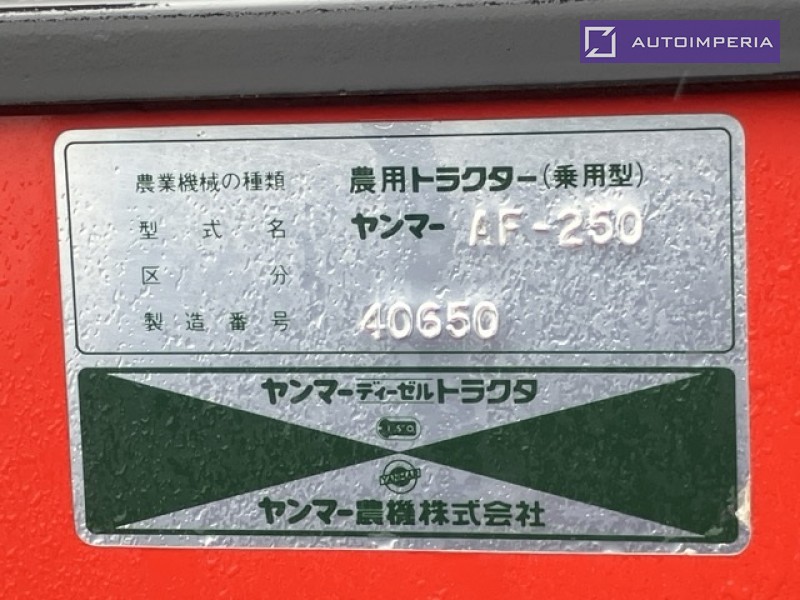 AUTOIMPERIA
農業機械の種類 農用トラクター(乗用型)
型式名 ヤンマー AF-250
区分
製造番号 40650
ヤンマーディーゼルトラクタ
YANMAR
ヤンマー農機株式会社